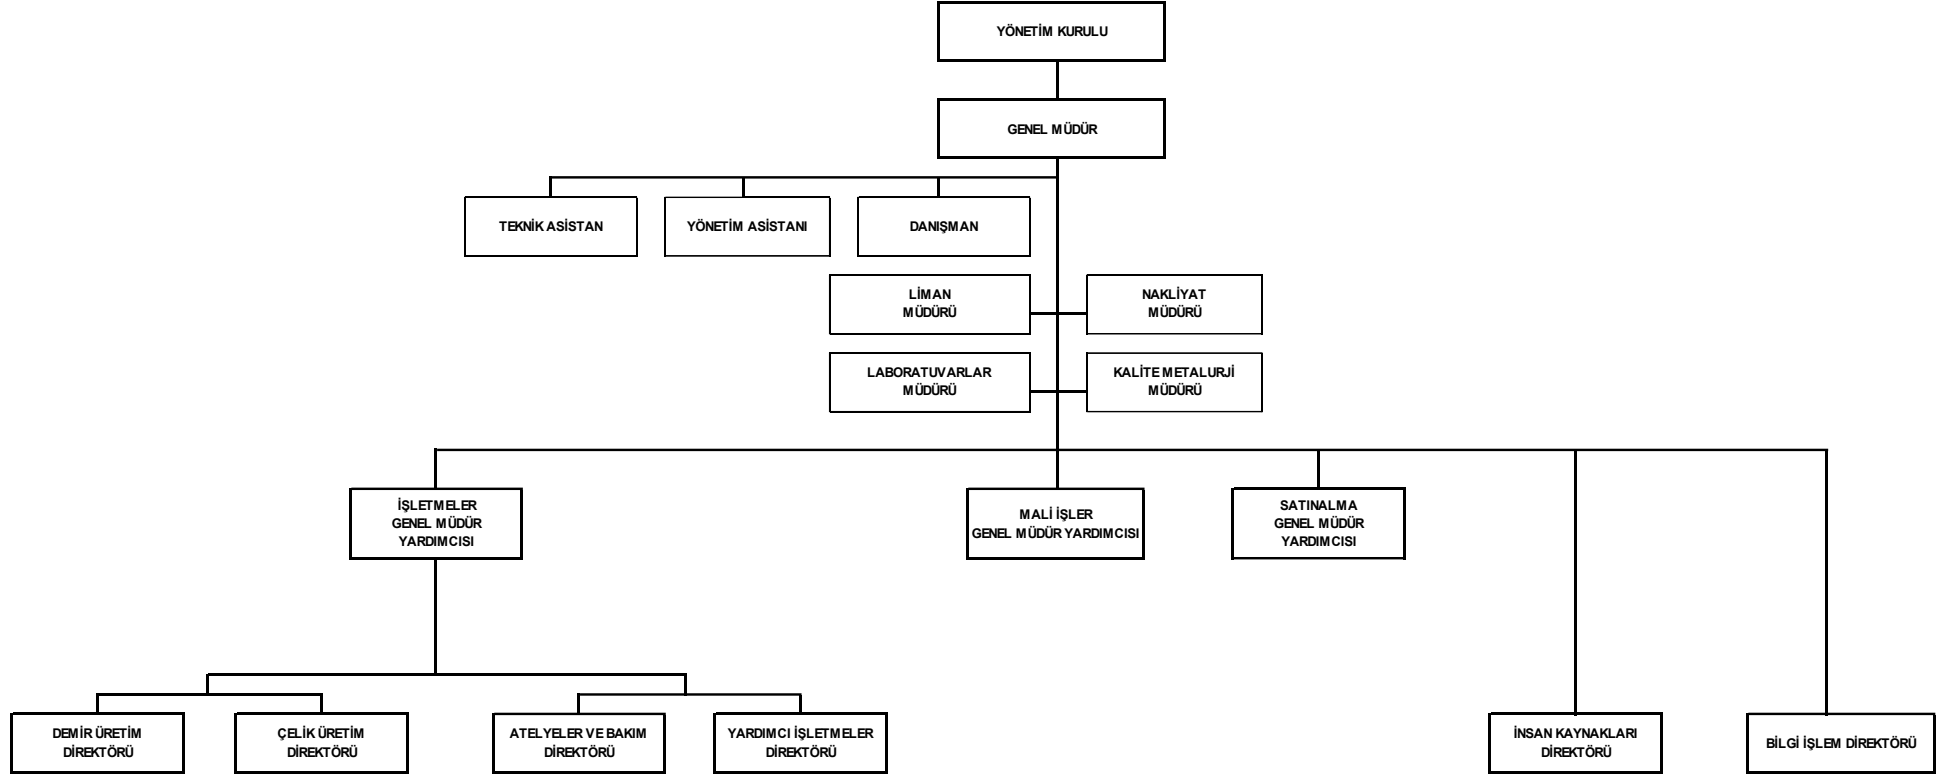 YÖNETİM KURULU
GENEL MÜDÜR
TEKNİK ASİSTAN
YÖNETİM ASİSTANI
DANIŞMAN
LİMAN
MÜDÜRÜ
NAKLİYAT
MÜDÜRÜ
LABORATUVARLAR
MÜDÜRÜ
KALİTE METALURJİ
MÜDÜRÜ
İŞLETMELER
GENEL MÜDÜR
YARDIMCISI
MALİ İŞLER
GENEL MÜDÜR YARDIMCISI
SATINALMA
GENEL MÜDÜR
YARDIMCISI
DEMİR ÜRETİM
DİREKTÖRÜ
ÇELİK ÜRETİM
DİREKTÖRÜ
ATELYELER VE BAKIM
DİREKTÖRÜ
YARDIMCI İŞLETMELER
DİREKTÖRÜ
İNSAN KAYNAKLARI
DİREKTÖRÜ
BİLGİ İŞLEM DİREKTÖRÜ